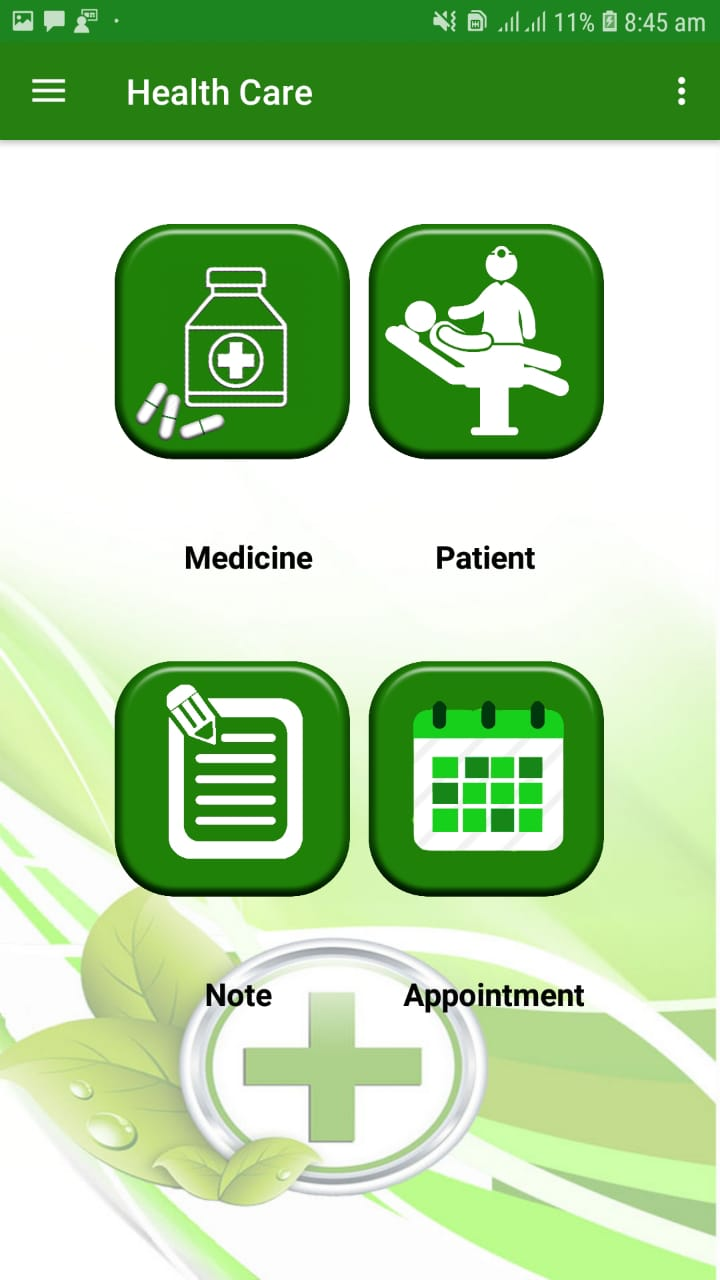 11% 8:45 am
Health Care
Medicine Patient
Note Appointment